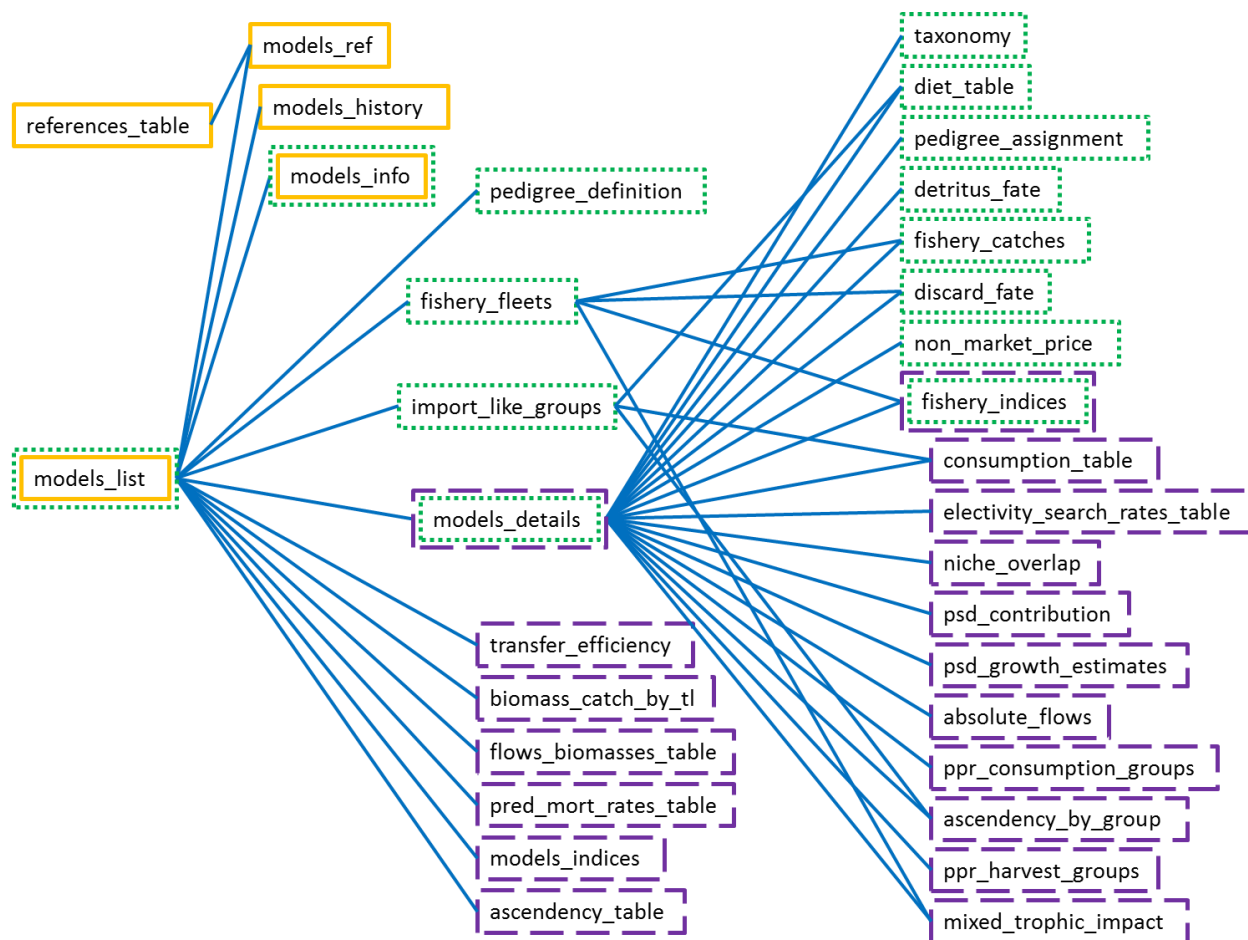 models_ref
references_table
models_history
models_info
pedigree_definition
fishery_fleets
import_like_groups
models_list
models_details
transfer_efficiency
biomass_catch_by_tl
flows_biomasses_table
pred_mort_rates_table
models_indices
ascendency_table
taxonomy
diet_table
pedigree_assignment
detritus_fate
fishery_catches
discard_fate
non_market_price
fishery_indices
consumption_table
electivity_search_rates_table
niche_overlap
psd_contribution
psd_growth_estimates
absolute_flows
ppr_consumption_groups
ascendency_by_group
ppr_harvest_groups
mixed_trophic_impact